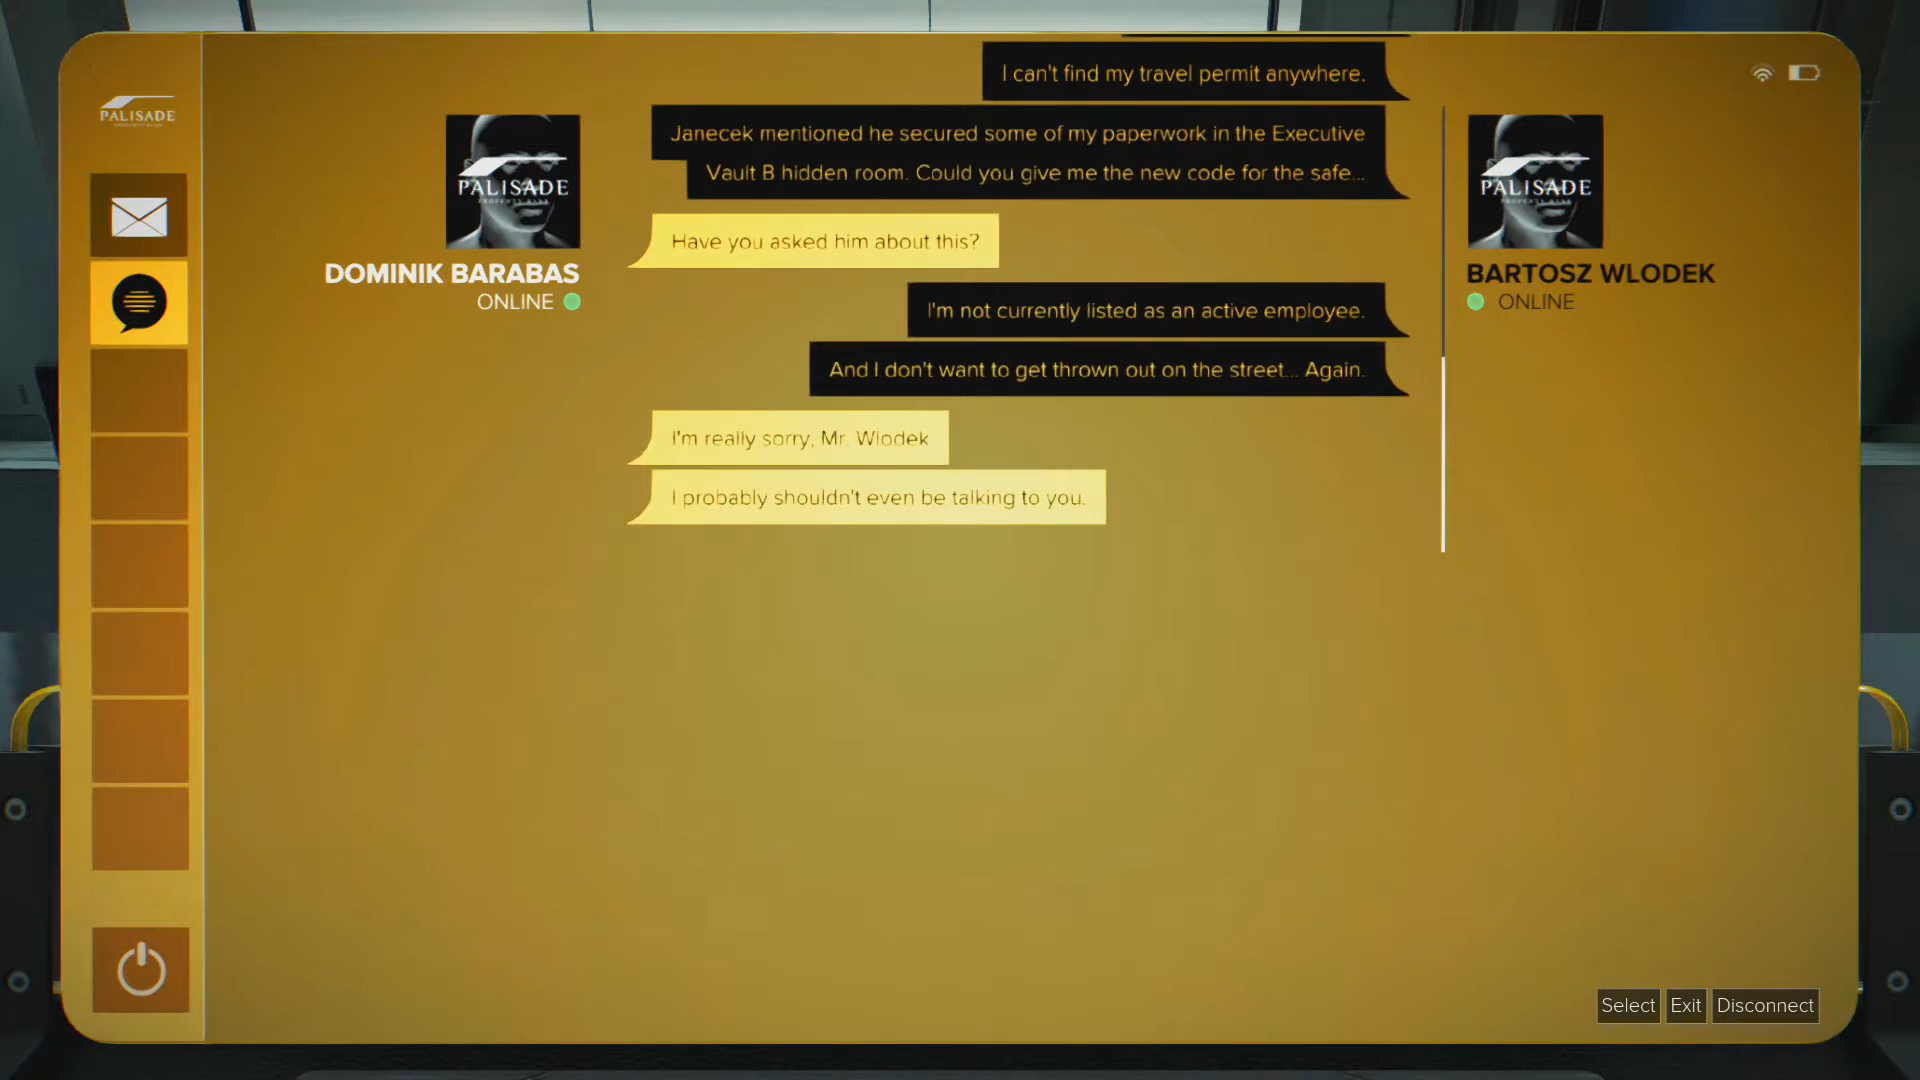 I can't find my travel permit anywhere.
PALISADE
PALISADE
PROPERTY BANK
DOMINIK BARABAS
ONLINE
Janecek mentioned he secured some of my paperwork in the Executive
Vault B hidden room. Could you give me the new code for the safe...
Have you asked him about this?
I'm not currently listed as an active employee.
And I don't want to get thrown out on the street... Again.
I'm really sorry, Mr. Wlodek
I probably shouldn't even be talking to you.
PALISADE
PROPERTY BANK
BARTOSZ WLODEK
ONLINE
Select
Exit
Disconnect